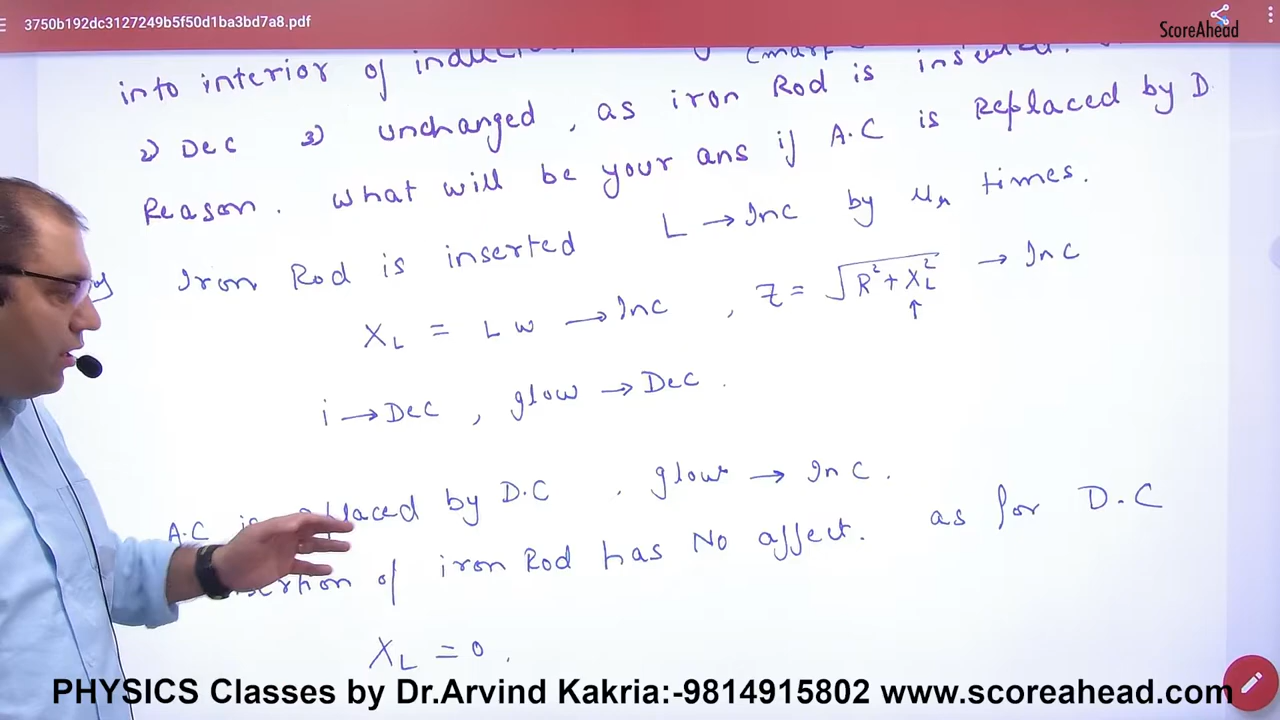 3750b192dc3127249b5f50d1ba3bd7a8.pdf
ScoreAhead
into interior of
2) Dec 3) unchanged, as iron Rod is inserted.
Reason. What will be your ans if A.C is Replaced by D
Iron Rod is inserted L → Inc by μr times.
XL = Lw → Inc , Z = √R²+XL² → Inc
↑
i → Dec , glow → Dec .
A.C is by D.C . glow → Inc.
of iron Rod has No affect. as for D.C
XL = 0 .
PHYSICS Classes by Dr.Arvind Kakria:-9814915802 www.scoreahead.com